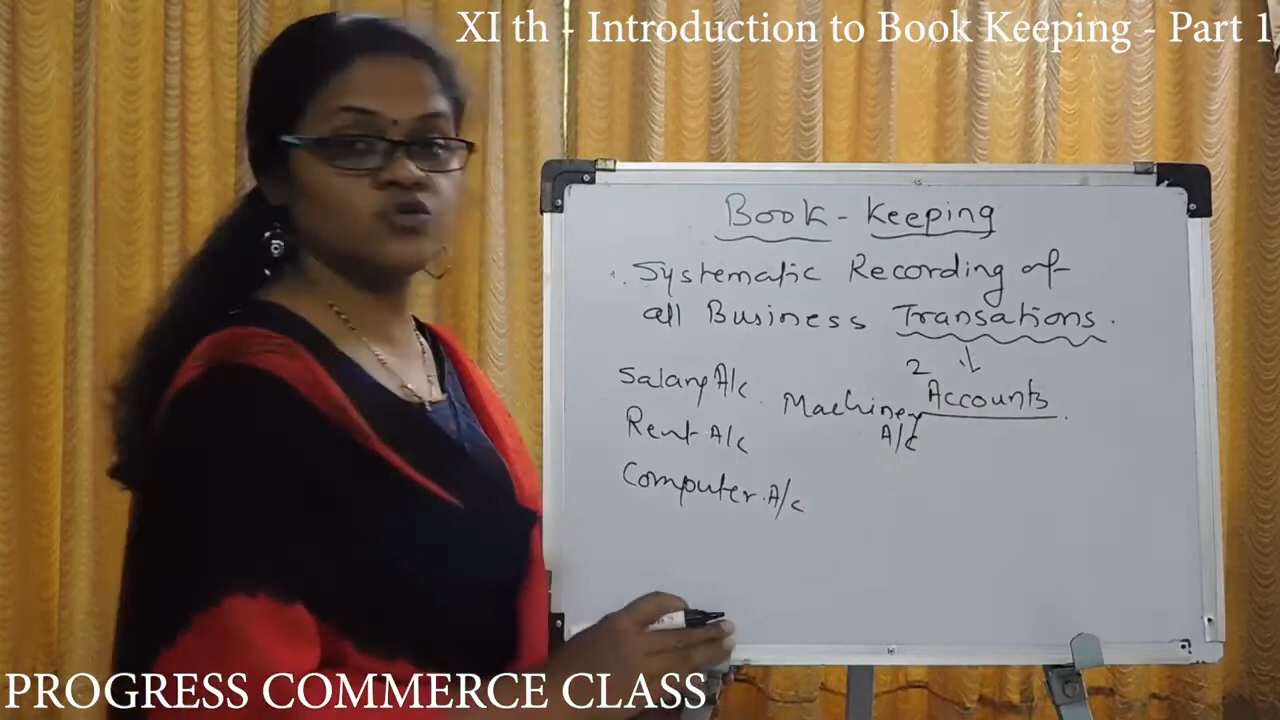 XI th - Introduction to Book Keeping - Part 1
Book - Keeping
Systematic Recording of
all Business Transations.
2 ↓
Salary A/c
Machinery Accounts
A/c
Rent A/c
Computer A/c
PROGRESS COMMERCE CLASS